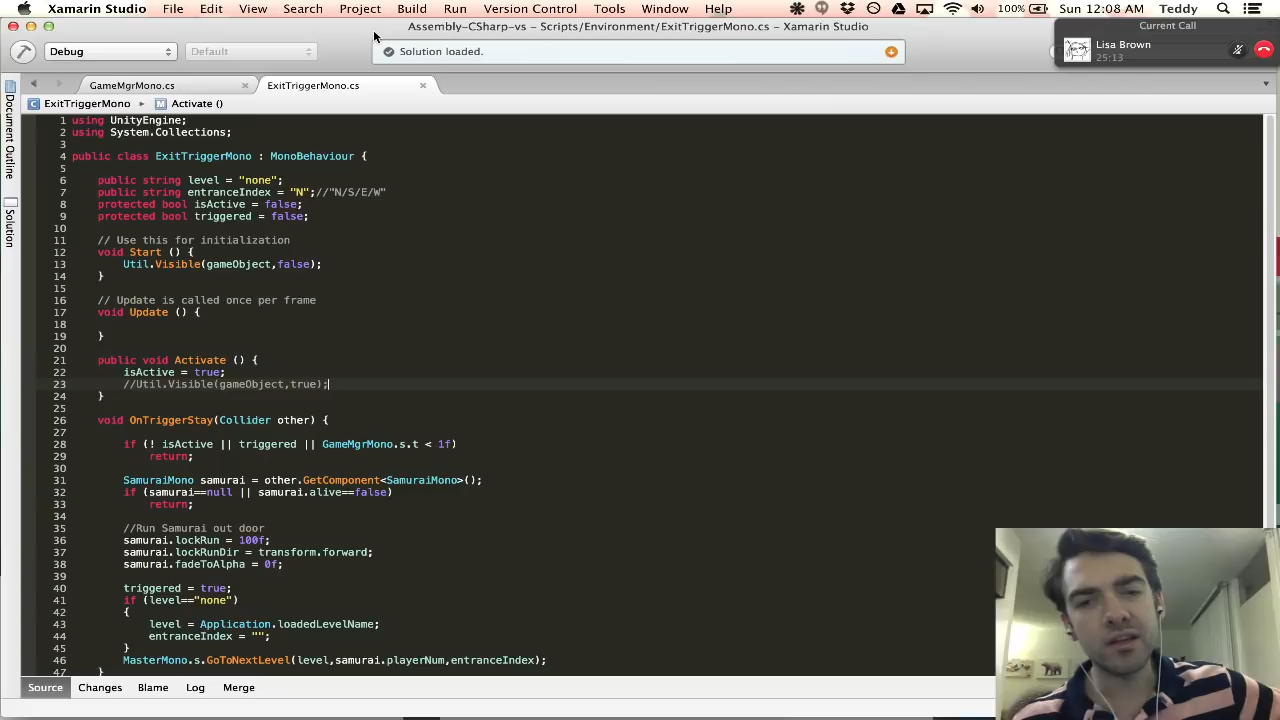 Xamarin Studio File Edit View Search Project Build Run Version Control Tools Window Help 100% Sun 12:08 AM Teddy
Assembly-CSharp-vs – Scripts/Environment/ExitTriggerMono.cs – Xamarin Studio
Current Call
Lisa Brown
25:13
Debug
Default
Solution loaded.
GameMgrMono.cs
ExitTriggerMono.cs
C ExitTriggerMono
M Activate ()
Document Outline
Solution
1 using UnityEngine;
2 using System.Collections;
3
4 public class ExitTriggerMono : MonoBehaviour {
5
6 public string level = "none";
7 public string entranceIndex = "N";//"N/S/E/W"
8 protected bool isActive = false;
9 protected bool triggered = false;
10
11 // Use this for initialization
12 void Start () {
13 Util.Visible(gameObject,false);
14 }
15
16 // Update is called once per frame
17 void Update () {
18
19 }
20
21 public void Activate () {
22 isActive = true;
23 //Util.Visible(gameObject,true);
24 }
25
26 void OnTriggerStay(Collider other) {
27
28 if (! isActive || triggered || GameMgrMono.s.t < 1f)
29 return;
30
31 SamuraiMono samurai = other.GetComponent<SamuraiMono>();
32 if (samurai==null || samurai.alive==false)
33 return;
34
35 //Run Samurai out door
36 samurai.lockRun = 100f;
37 samurai.lockRunDir = transform.forward;
38 samurai.fadeToAlpha = 0f;
39
40 triggered = true;
41 if (level=="none")
42 {
43 level = Application.loadedLevelName;
44 entranceIndex = "";
45 }
46 MasterMono.s.GoToNextLevel(level,samurai.playerNum,entranceIndex);
47 }
Source Changes Blame Log Merge